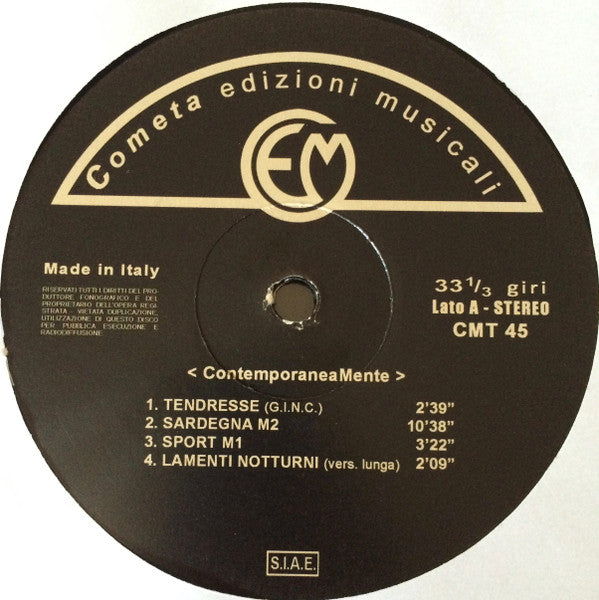 Cometa edizioni musicali
CEM
Made in Italy
RISERVATI TUTTI I DIRITTI DEL PRO-
DUTTORE FONOGRAFICO E DEL
PROPRIETARIO DELL'OPERA REGI-
STRATA - VIETATA DUPLICAZIONE,
UTILIZZAZIONE DI QUESTO DISCO
PER PUBBLICA ESECUZIONE E
RADIODIFFUSIONE
33 1/3 giri
Lato A - STEREO
CMT 45
< ContemporaneaMente >
1. TENDRESSE (G.I.N.C.) 2'39"
2. SARDEGNA M2 10'38"
3. SPORT M1 3'22"
4. LAMENTI NOTTURNI (vers. lunga) 2'09"
S.I.A.E.